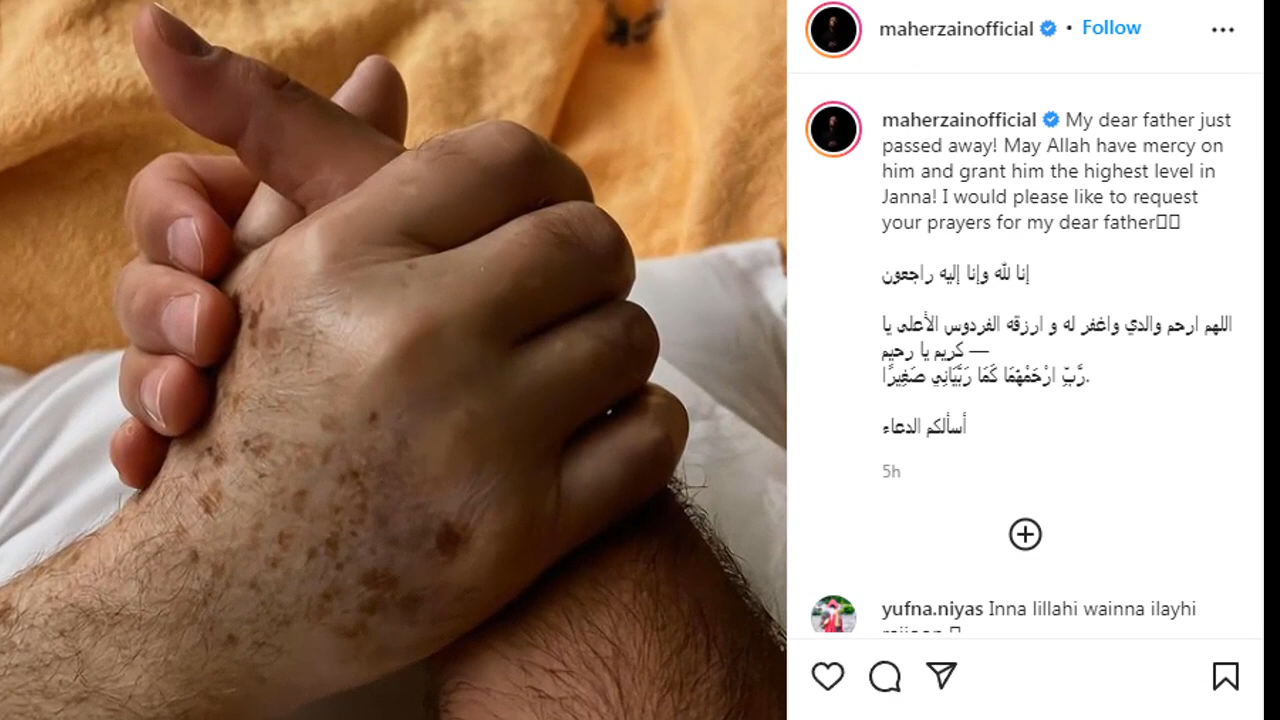 maherzainofficial • Follow
maherzainofficial My dear father just
passed away! May Allah have mercy on
him and grant him the highest level in
Janna! I would please like to request
your prayers for my dear father
إنا لله وإنا إليه راجعون
اللهم ارحم والدي واغفر له و ارزقه الفردوس الأعلى يا
كريم يا رحيم —
رَّبِّ ارْحَمْهُمَا كَمَا رَبَّيَانِي صَغِيرًا.
أسألكم الدعاء
5h
yufna.niyas Inna lillahi wainna ilayhi